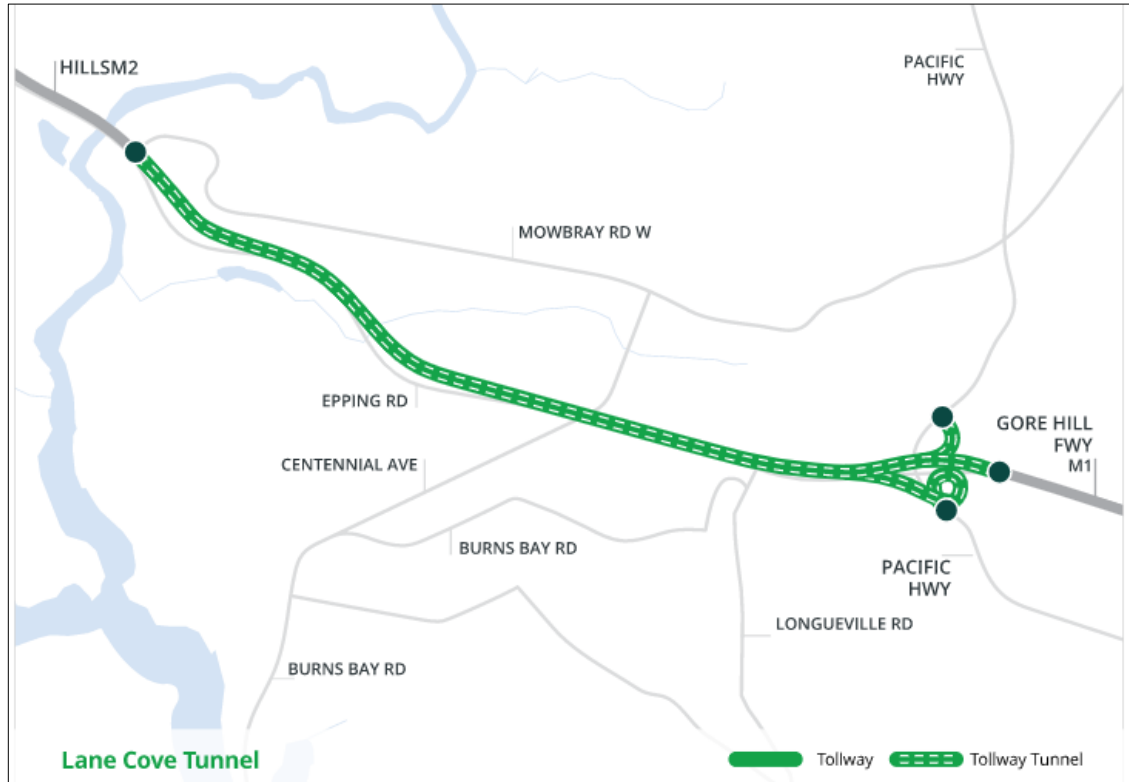 HILLSM2
PACIFIC
HWY
MOWBRAY RD W
EPPING RD
GORE HILL
FWY
M1
CENTENNIAL AVE
BURNS BAY RD
PACIFIC
HWY
LONGUEVILLE RD
BURNS BAY RD
Lane Cove Tunnel
Tollway
Tollway Tunnel